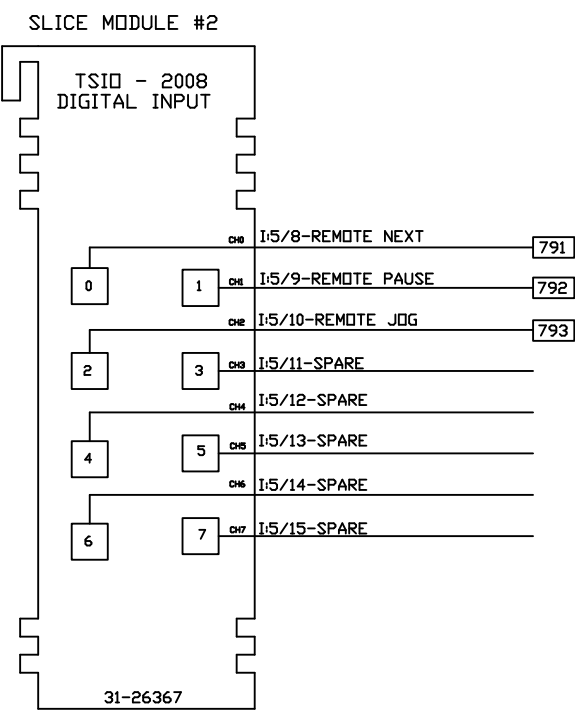 SLICE MODULE #2
TSIO - 2008
DIGITAL INPUT
CH0 I:5/8-REMOTE NEXT 791
0
CH1 I:5/9-REMOTE PAUSE 792
1
CH2 I:5/10-REMOTE JOG 793
2
CH3 I:5/11-SPARE
3
CH4 I:5/12-SPARE
4
CH5 I:5/13-SPARE
5
CH6 I:5/14-SPARE
6
CH7 I:5/15-SPARE
7
31-26367